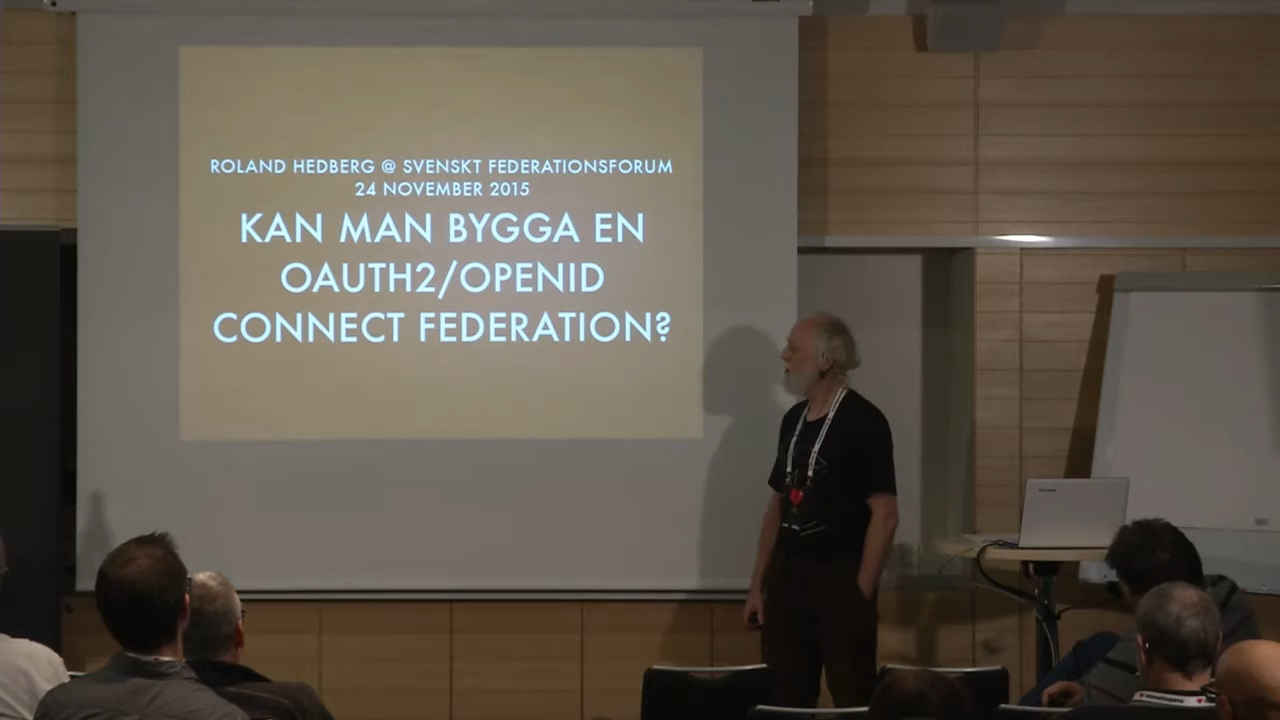 ROLAND HEDBERG @ SVENSKT FEDERATIONSFORUM
24 NOVEMBER 2015
KAN MAN BYGGA EN
OAUTH2/OPENID
CONNECT FEDERATION?